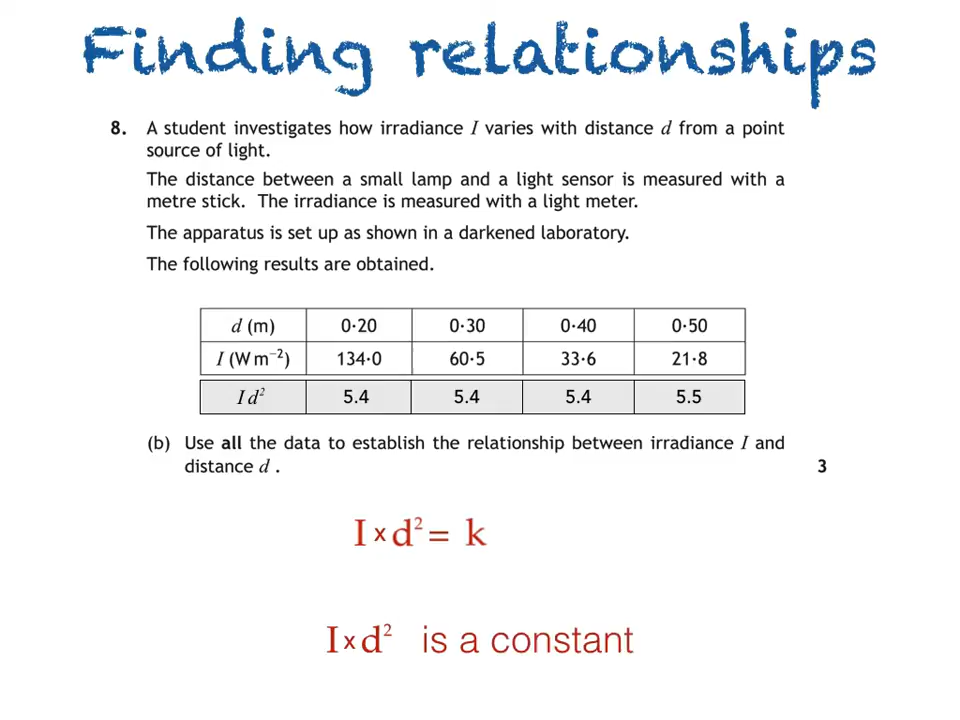 Finding relationships
8. A student investigates how irradiance I varies with distance d from a point
source of light.
The distance between a small lamp and a light sensor is measured with a
metre stick. The irradiance is measured with a light meter.
The apparatus is set up as shown in a darkened laboratory.
The following results are obtained.
d (m) 0·20 0·30 0·40 0·50
I (W m⁻²) 134·0 60·5 33·6 21·8
I d² 5.4 5.4 5.4 5.5
(b) Use all the data to establish the relationship between irradiance I and
distance d . 3
I x d² = k
I x d² is a constant